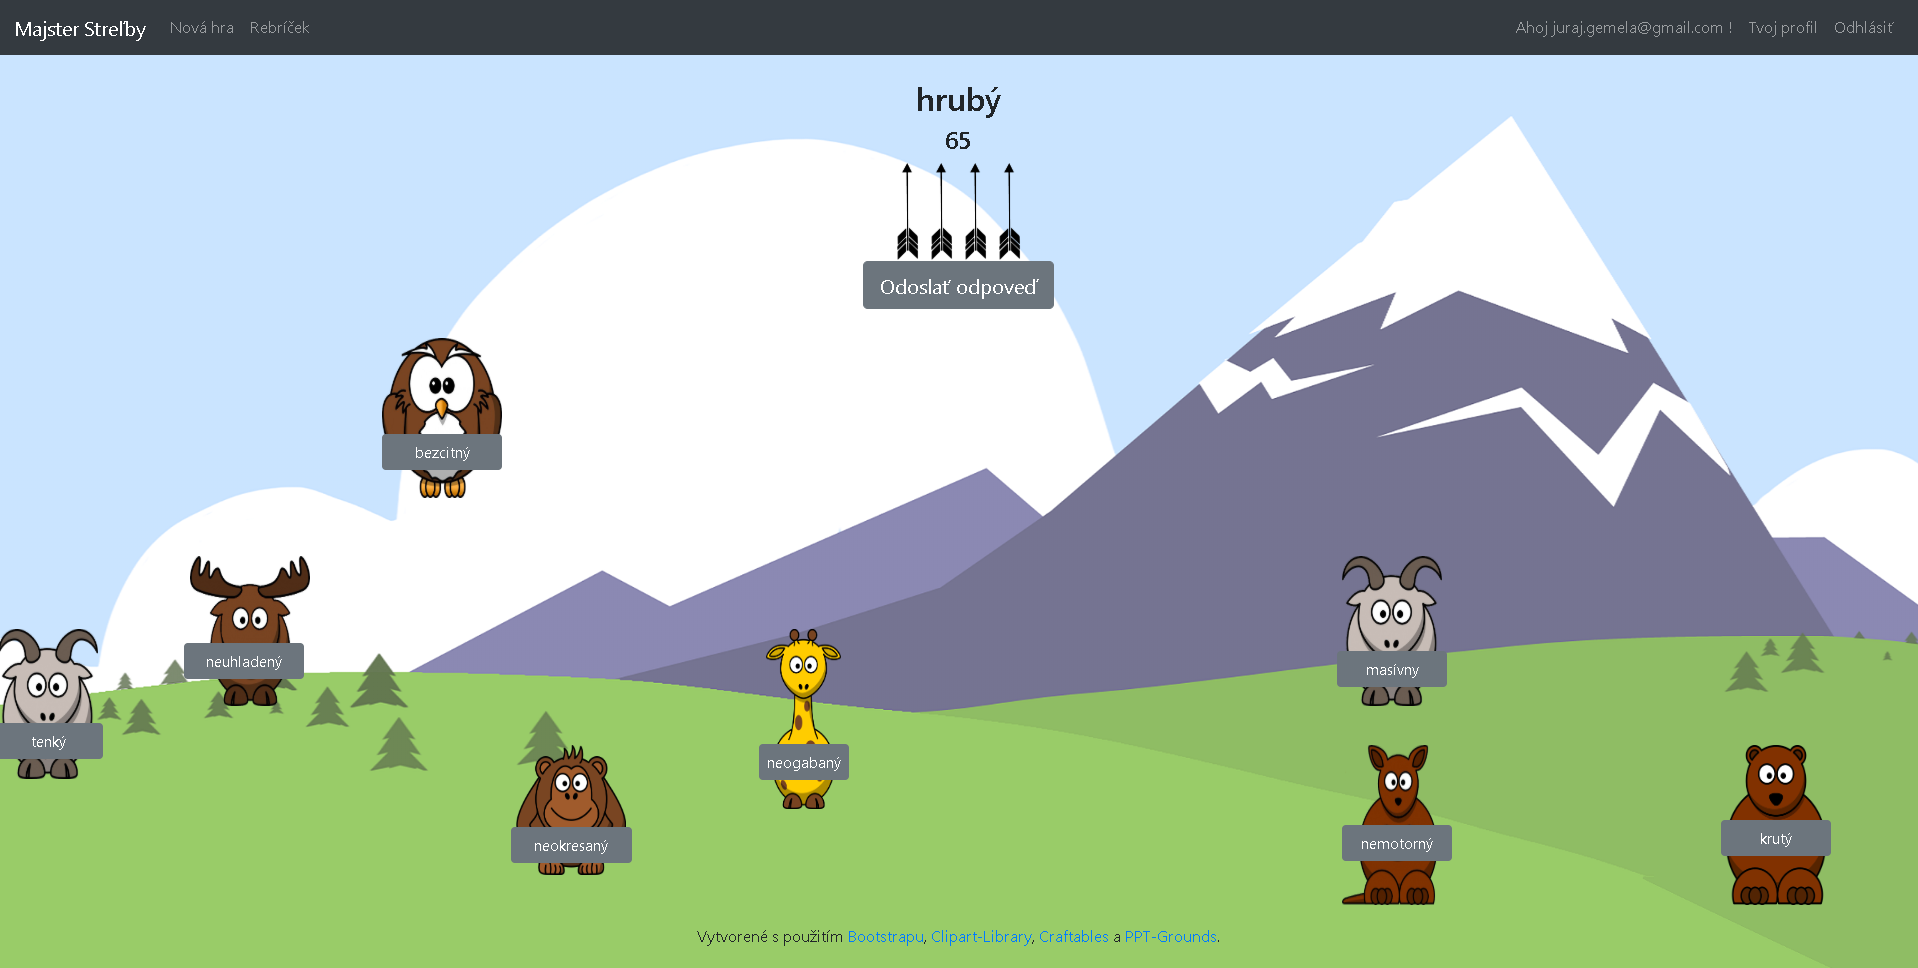 Majster Streľby Nová hra Rebríček Ahoj juraj.gemela@gmail.com ! Tvoj profil Odhlásiť
hrubý
65
Odoslať odpoveď
bezcitný
neuhladený
masívny
tenký
neogabaný
neokresaný
nemotorný
krutý
Vytvorené s použitím Bootstrapu, Clipart-Library, Craftables a PPT-Grounds.